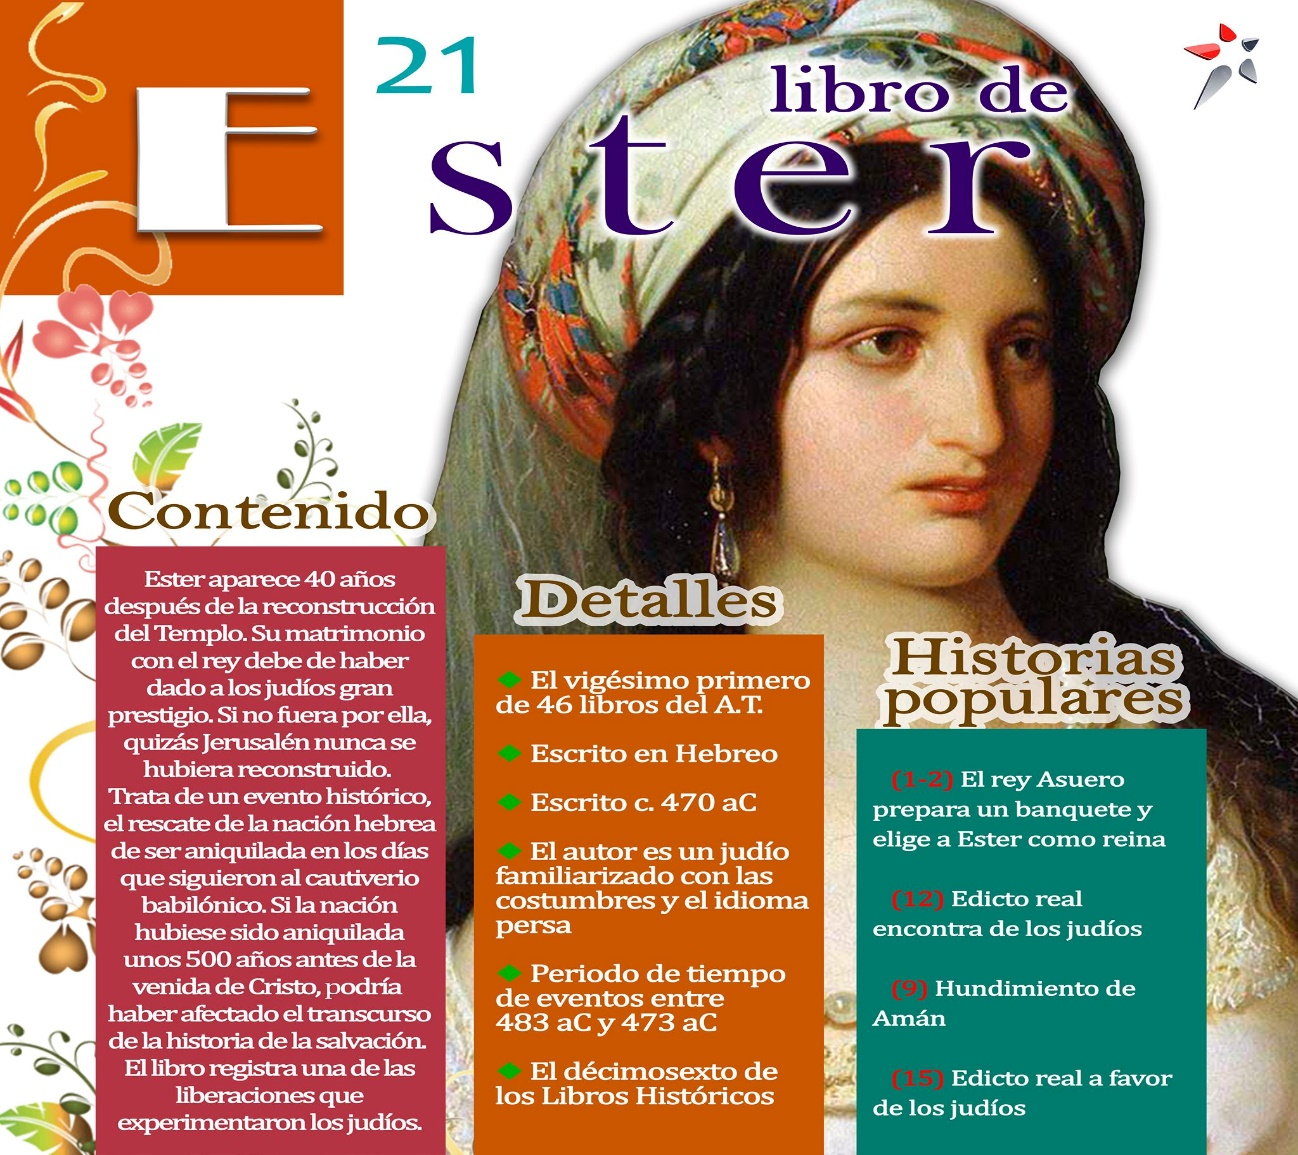 21
libro de
Ester
Contenido
Ester aparece 40 años
después de la reconstrucción
del Templo. Su matrimonio
con el rey debe de haber
dado a los judíos gran
prestigio. Si no fuera por ella,
quizás Jerusalén nunca se
hubiera reconstruido.
Trata de un evento histórico,
el rescate de la nación hebrea
de ser aniquilada en los días
que siguieron al cautiverio
babilónico. Si la nación
hubiese sido aniquilada
unos 500 años antes de la
venida de Cristo, podría
haber afectado el transcurso
de la historia de la salvación.
El libro registra una de las
liberaciones que
experimentaron los judíos.
Detalles
El vigésimo primero
de 46 libros del A.T.
Escrito en Hebreo
Escrito c. 470 aC
El autor es un judío
familiarizado con las
costumbres y el idioma
persa
Periodo de tiempo
de eventos entre
483 aC y 473 aC
El décimosexto de
los Libros Históricos
Historias
populares
(1-2) El rey Asuero
prepara un banquete y
elige a Ester como reina
(12) Edicto real
encontra de los judíos
(9) Hundimiento de
Amán
(15) Edicto real a favor
de los judíos